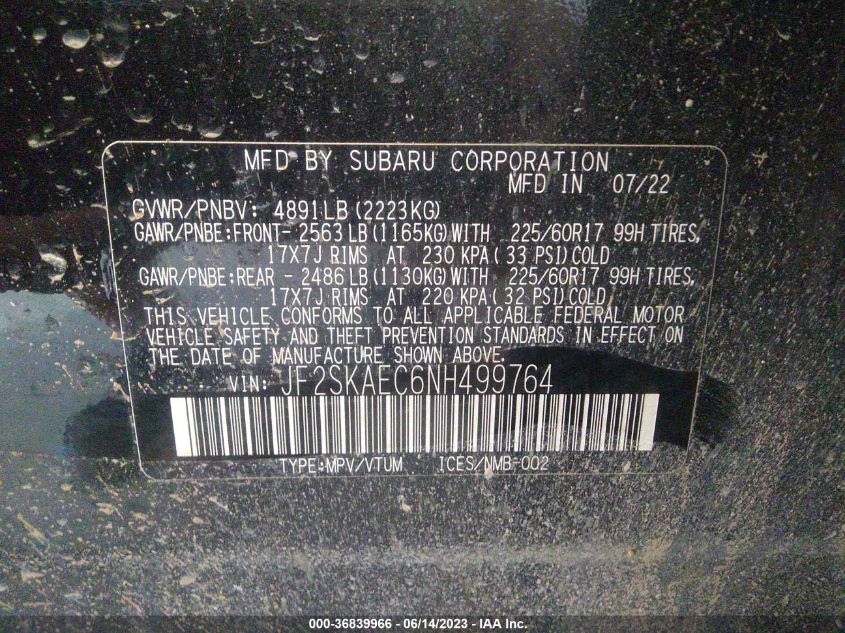 MFD BY SUBARU CORPORATION
MFD IN 07/22
GVWR/PNBV: 4891LB (2223KG)
GAWR/PNBE:FRONT- 2563 LB (1165KG) WITH 225/60R17 99H TIRES,
17X7J RIMS AT 230 KPA ( 33 PSI) COLD
GAWR/PNBE:REAR - 2486 LB (1130KG) WITH 225/60R17 99H TIRES,
17X7J RIMS AT 220 KPA ( 32 PSI) COLD
THIS VEHICLE CONFORMS TO ALL APPLICABLE FEDERAL MOTOR
VEHICLE SAFETY AND THEFT PREVENTION STANDARDS IN EFFECT ON
THE DATE OF MANUFACTURE SHOWN ABOVE.
VIN: JF2SKAEC6NH499764
TYPE:MPV/VTUM ICES/NMB-002
000-36839966 - 06/14/2023 - IAA Inc.